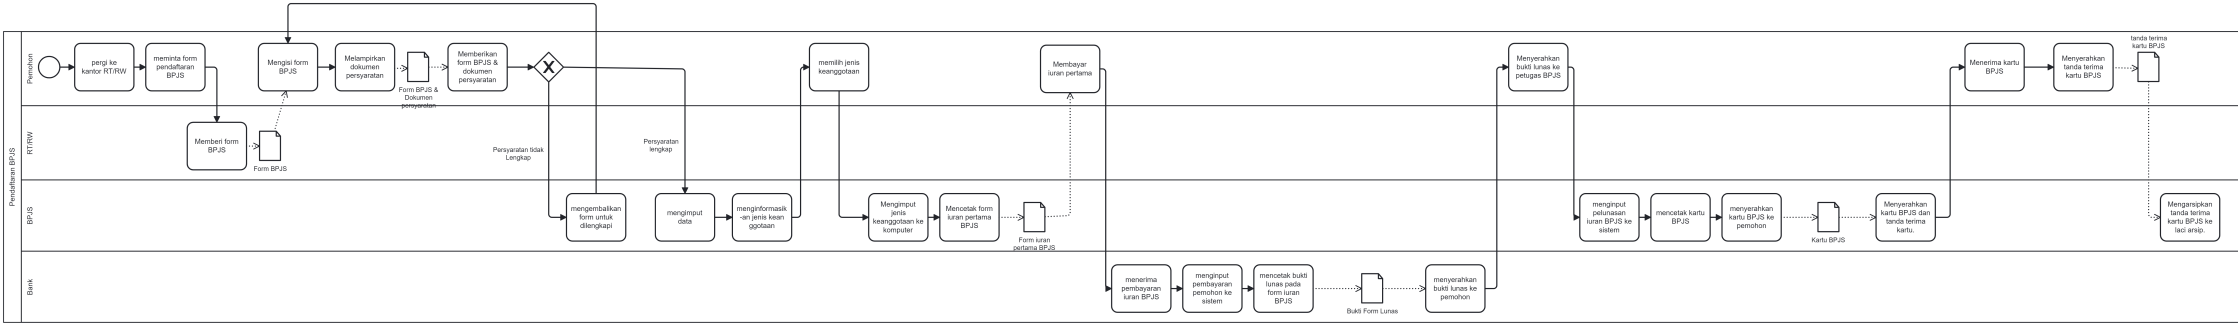 Pendaftaran BPJS
Pemohon
pergi ke
kantor RT/RW
meminta form
pendaftaran
BPJS
Mengisi form
BPJS
Melampirkan
dokumen
persyaratan
Form BPJS &
Dokumen
persyaratan
Memberikan
form BPJS &
dokumen
persyaratan
X
memilih jenis
keanggotaan
Membayar
iuran pertama
Menyerahkan
bukti lunas ke
petugas BPJS
Menerima kartu
BPJS
Menyerahkan
tanda terima
kartu BPJS
tanda terima
kartu BPJS
RT/RW
Memberi form
BPJS
Form BPJS
Persyaratan tidak
Lengkap
Persyaratan
lengkap
BPJS
mengembalikan
form untuk
dilengkapi
mengimput
data
menginformasik
-an jenis kean
ggotaan
Mengimput
jenis
keanggotaan ke
komputer
Mencetak form
iuran pertama
BPJS
Form iuran
pertama BPJS
menginput
pelunasan
iuran BPJS ke
sistem
mencetak kartu
BPJS
menyerahkan
kartu BPJS ke
pemohon
Kartu BPJS
Menyerahkan
kartu BPJS dan
tanda terima
kartu.
Mengarsipkan
tanda terima
kartu BPJS ke
laci arsip.
Bank
menerima
pembayaran
iuran BPJS
menginput
pembayaran
pemohon ke
sistem
mencetak bukti
lunas pada
form iuran
BPJS
Bukti Form Lunas
menyerahkan
bukti lunas ke
pemohon